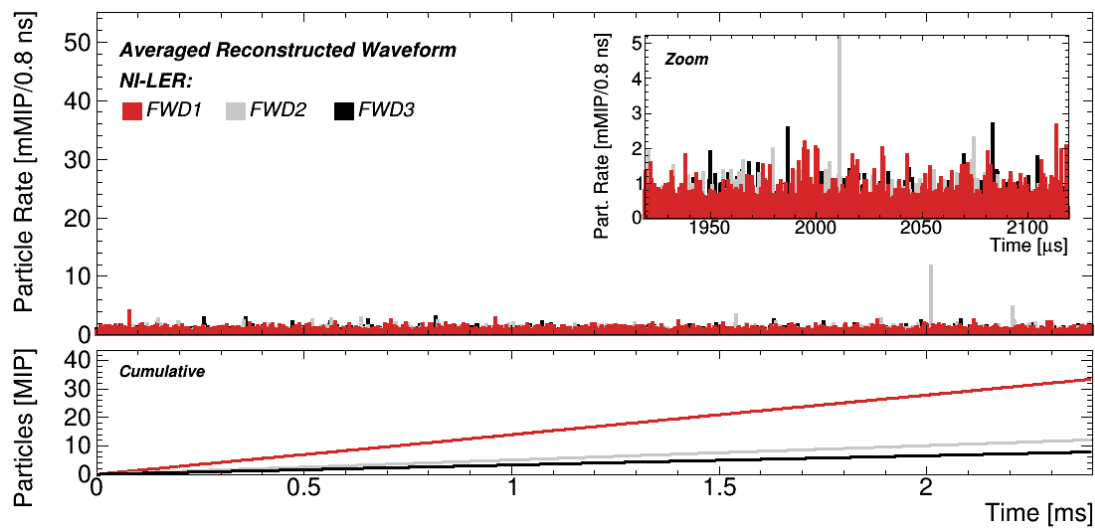 Particle Rate [mMIP/0.8 ns]
50
40
30
20
10
0
Averaged Reconstructed Waveform
NI-LER:
FWD1 FWD2 FWD3
Part. Rate [mMIP/0.8 ns]
5
4
3
2
1
0
Zoom
1950 2000 2050 2100
Time [μs]
Particles [MIP]
40
30
20
10
0
Cumulative
0 0.5 1 1.5 2
Time [ms]